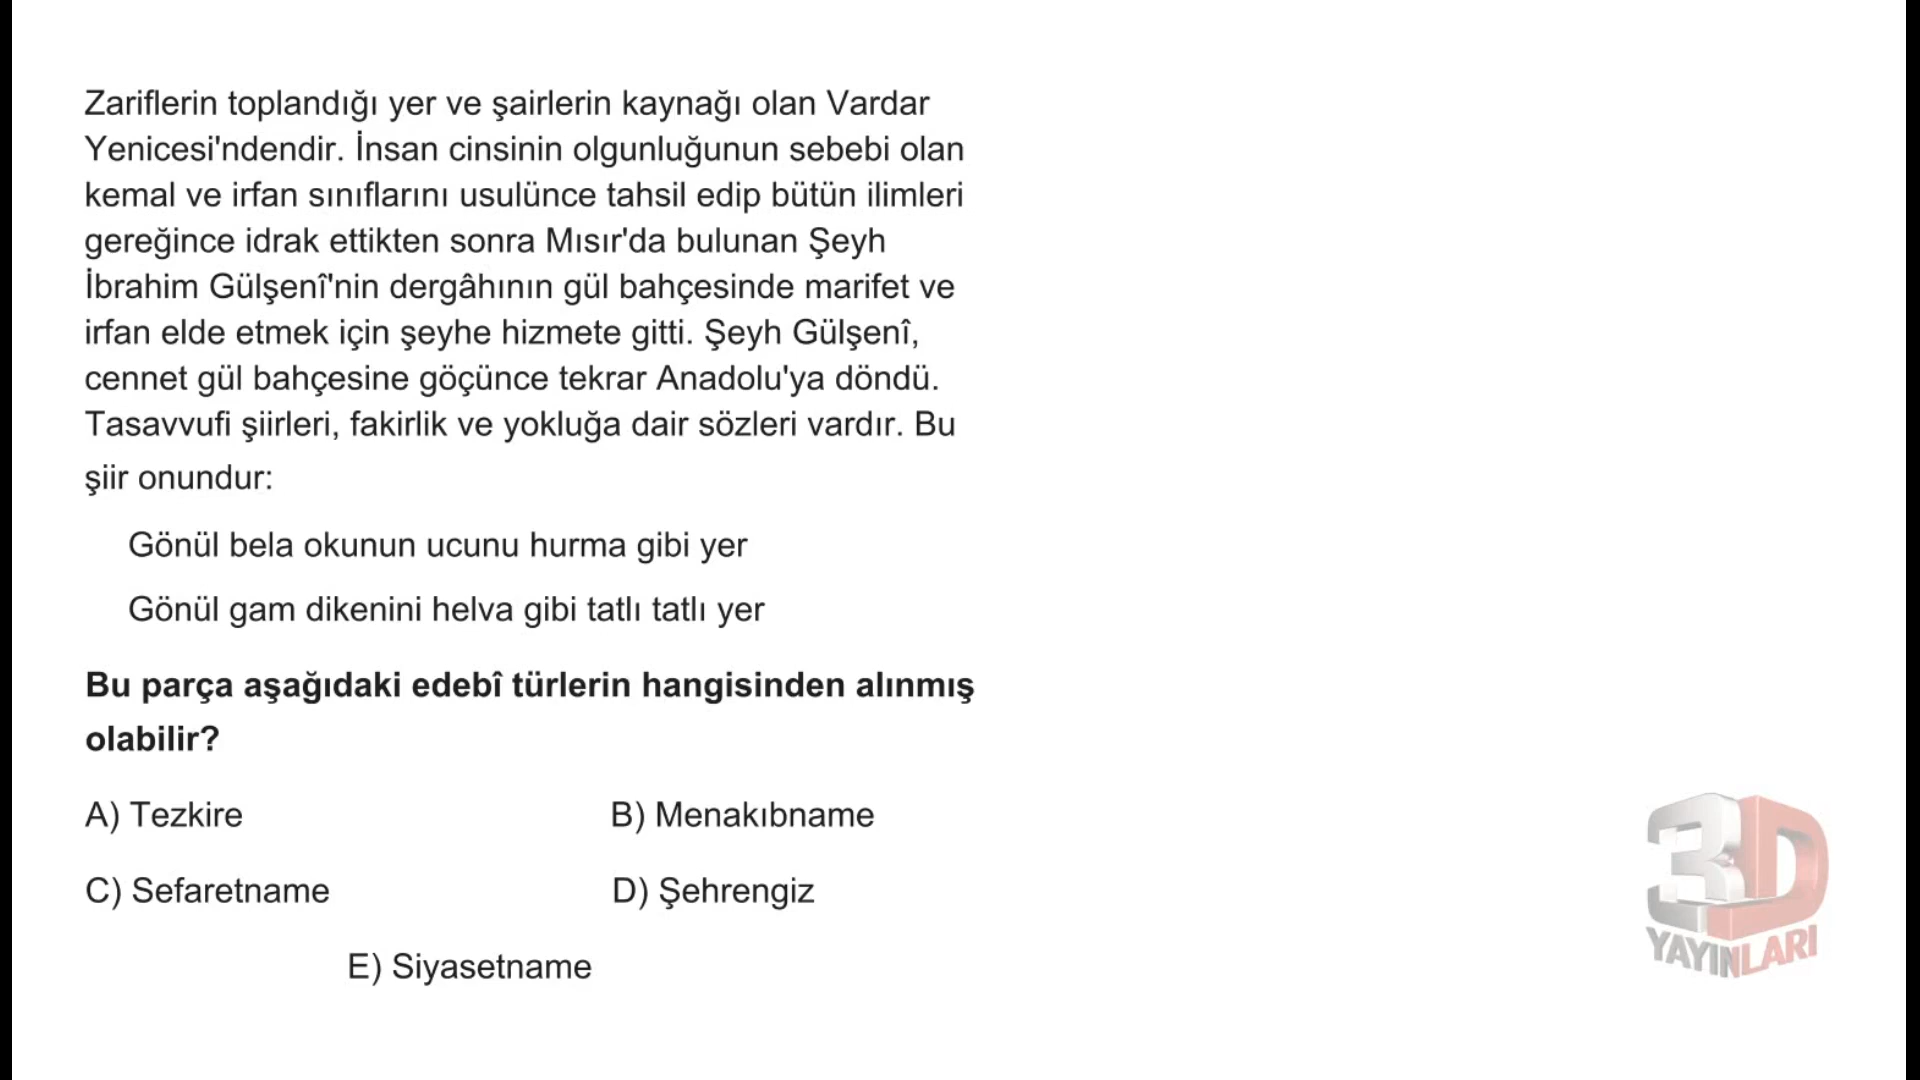 Zariflerin toplandığı yer ve şairlerin kaynağı olan Vardar
Yenicesi'ndendir. İnsan cinsinin olgunluğunun sebebi olan
kemal ve irfan sınıflarını usulünce tahsil edip bütün ilimleri
gereğince idrak ettikten sonra Mısır'da bulunan Şeyh
İbrahim Gülşenî'nin dergâhının gül bahçesinde marifet ve
irfan elde etmek için şeyhe hizmete gitti. Şeyh Gülşenî,
cennet gül bahçesine göçünce tekrar Anadolu'ya döndü.
Tasavvufi şiirleri, fakirlik ve yokluğa dair sözleri vardır. Bu
şiir onundur:
Gönül bela okunun ucunu hurma gibi yer
Gönül gam dikenini helva gibi tatlı tatlı yer
Bu parça aşağıdaki edebî türlerin hangisinden alınmış
olabilir?
A) Tezkire B) Menakıbname
C) Sefaretname D) Şehrengiz
E) Siyasetname
3D
YAYINLARI